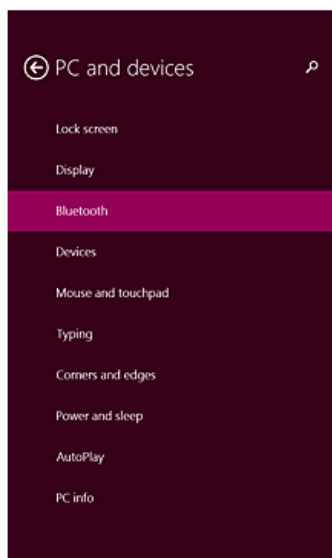 PC and devices
Lock screen
Display
Bluetooth
Devices
Mouse and touchpad
Typing
Corners and edges
Power and sleep
AutoPlay
PC info